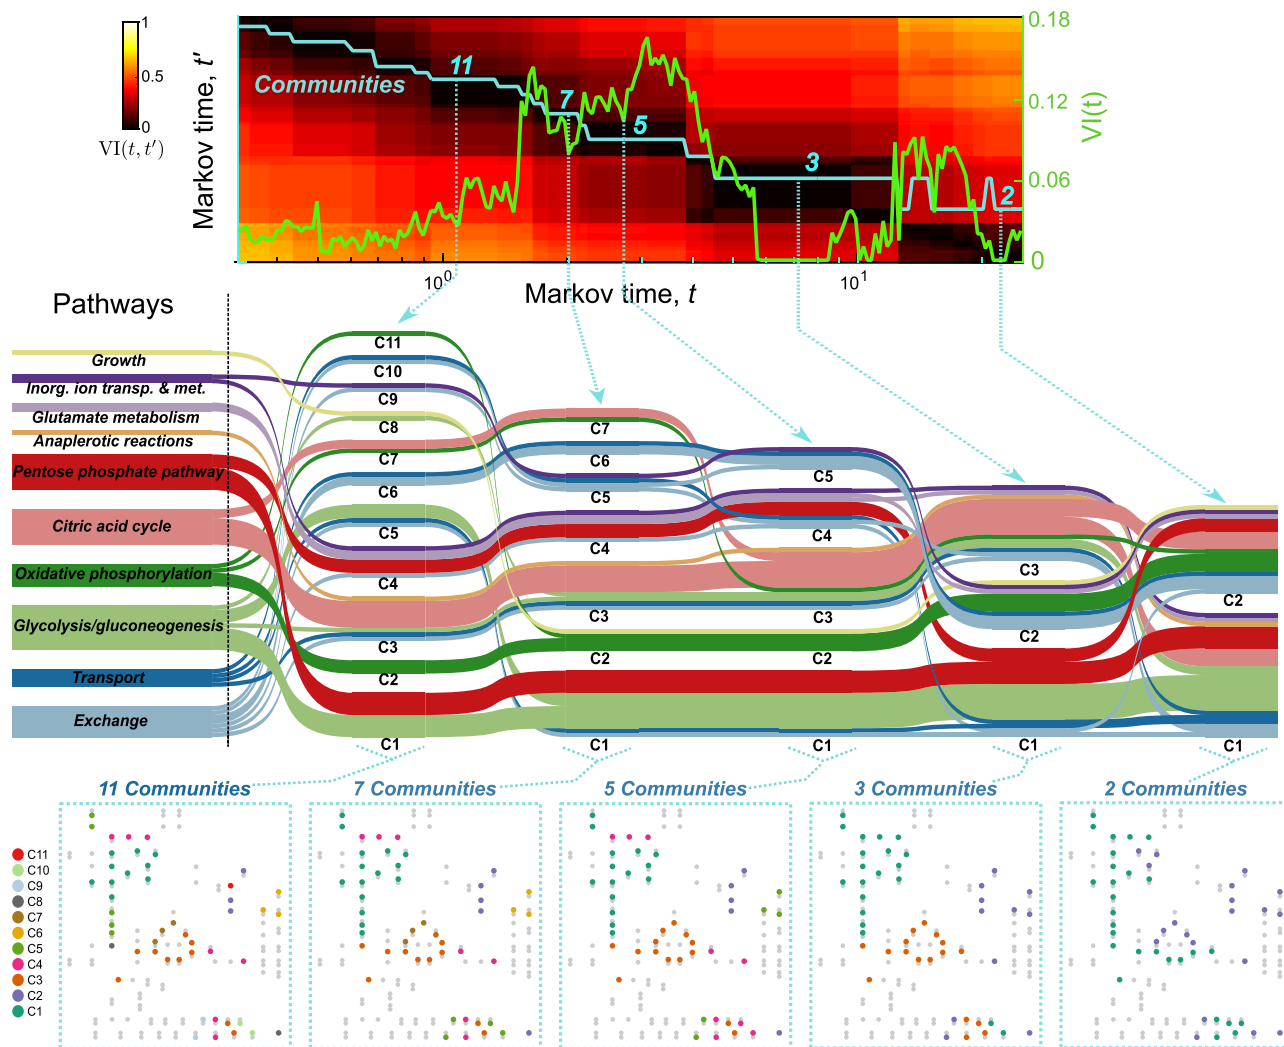 1
0.5
0
VI(t, t′)
Markov time, t′
Communities
11
7
5
3
2
0.18
0.12
0.06
0
VI(t)
10⁰
10¹
Markov time, t
Pathways
Growth
Inorg. ion transp. & met.
Glutamate metabolism
Anaplerotic reactions
Pentose phosphate pathway
Citric acid cycle
Oxidative phosphorylation
Glycolysis/gluconeogenesis
Transport
Exchange
C11
C10
C9
C8
C7
C6
C5
C4
C3
C2
C1
C7
C6
C5
C4
C3
C2
C1
C5
C4
C3
C2
C1
C3
C2
C1
C2
C1
11 Communities
7 Communities
5 Communities
3 Communities
2 Communities
C11
C10
C9
C8
C7
C6
C5
C4
C3
C2
C1